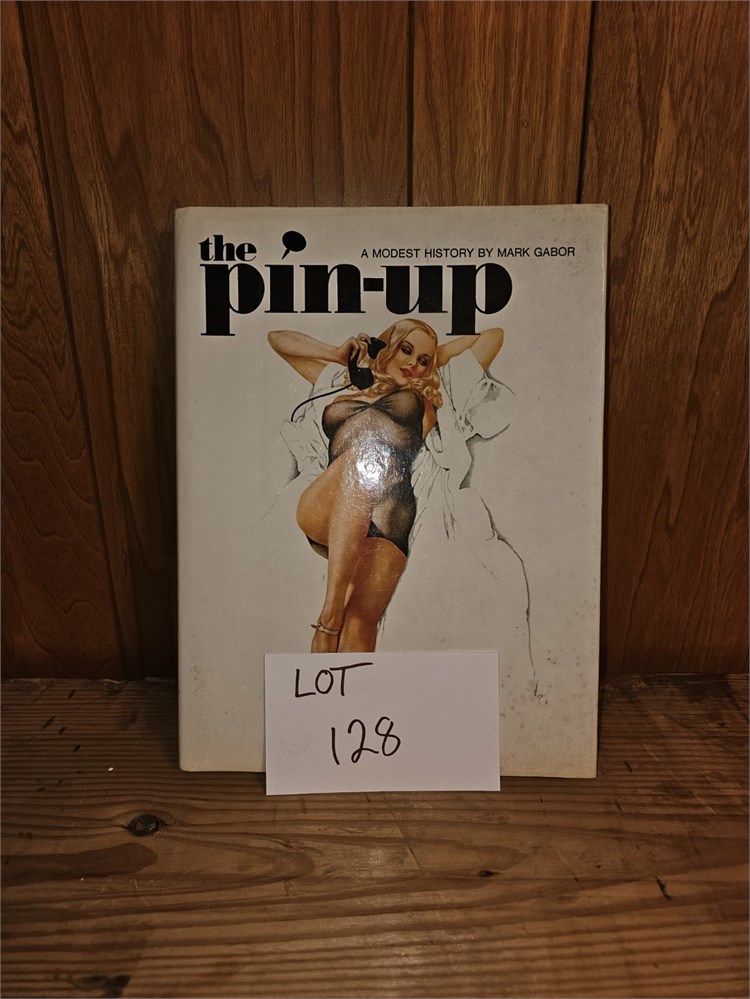 the
A MODEST HISTORY BY MARK GABOR
pin-up
LOT
128